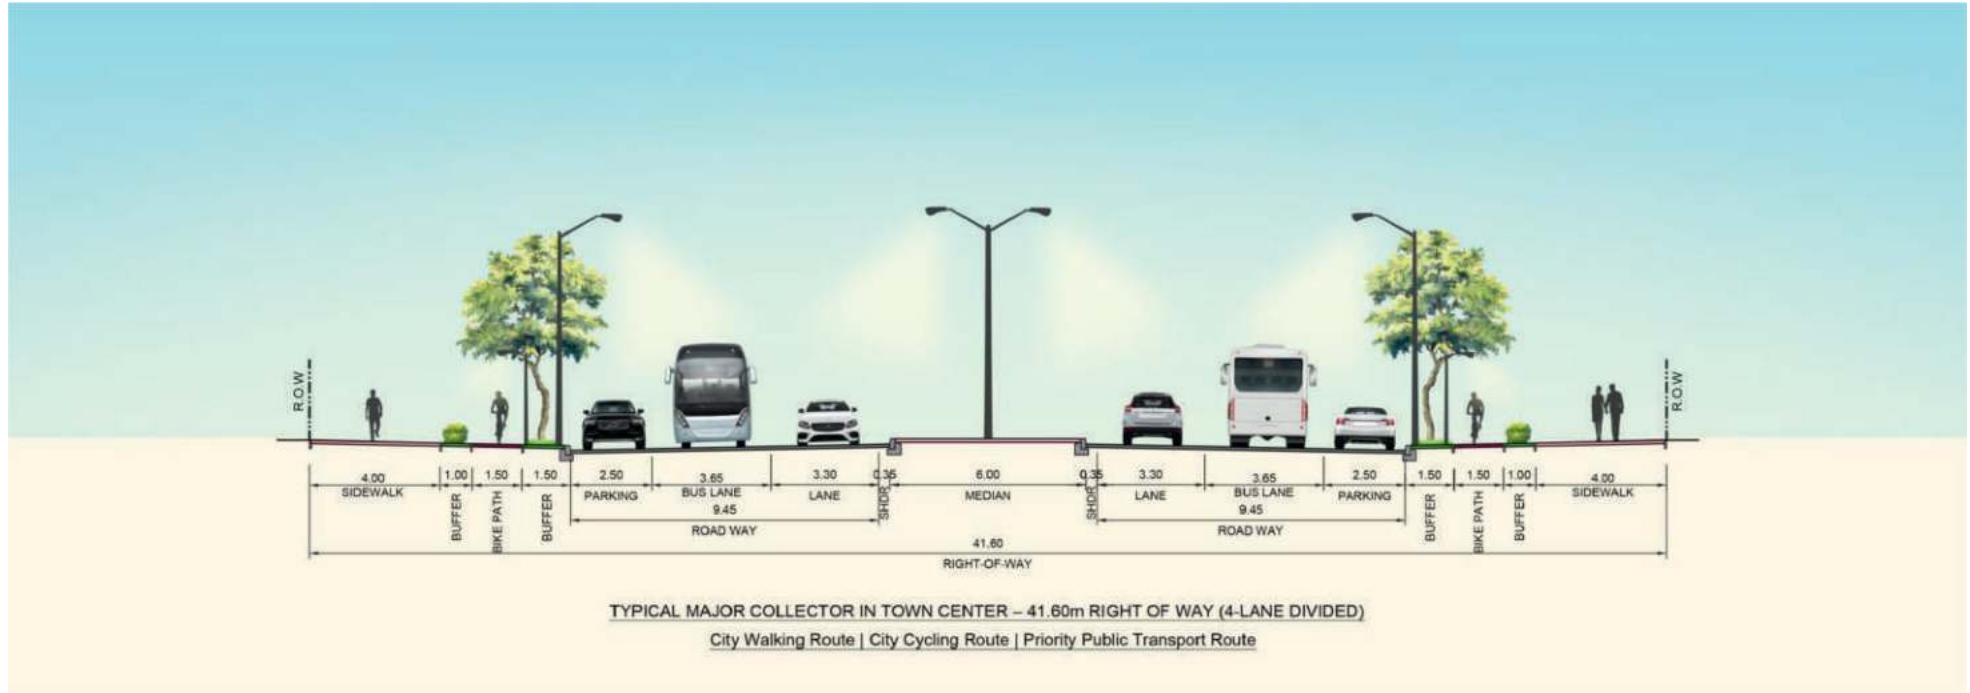 R.O.W
R.O.W
4.00 1.00 1.50 1.50 2.50 3.65 3.30 0.35 6.00 0.35 3.30 3.65 2.50 1.50 1.50 1.00 4.00
SIDEWALK BUFFER BIKE PATH BUFFER PARKING BUS LANE LANE SHDR MEDIAN SHDR LANE BUS LANE PARKING BUFFER BIKE PATH BUFFER SIDEWALK
9.45 9.45
ROAD WAY ROAD WAY
41.60
RIGHT-OF-WAY
TYPICAL MAJOR COLLECTOR IN TOWN CENTER – 41.60m RIGHT OF WAY (4-LANE DIVIDED)
City Walking Route | City Cycling Route | Priority Public Transport Route